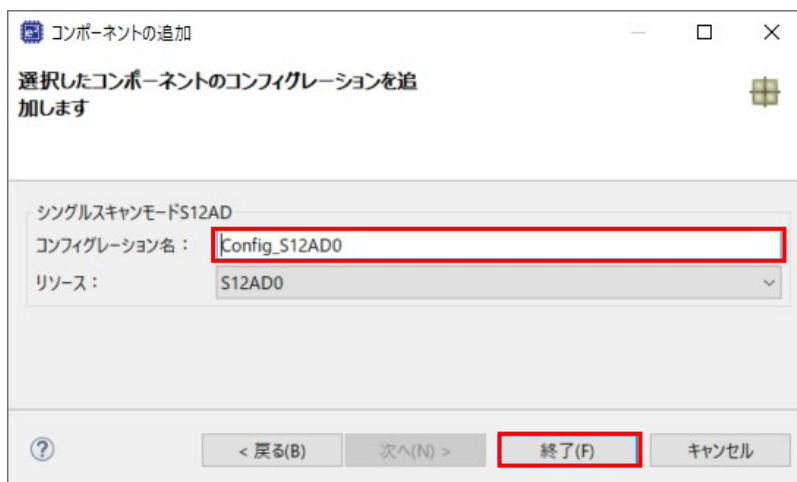 コンポーネントの追加
選択したコンポーネントのコンフィグレーションを追
加します
シングルスキャンモードS12AD
コンフィグレーション名： Config_S12AD0
リソース： S12AD0
< 戻る(B) 次へ(N) > 終了(F) キャンセル